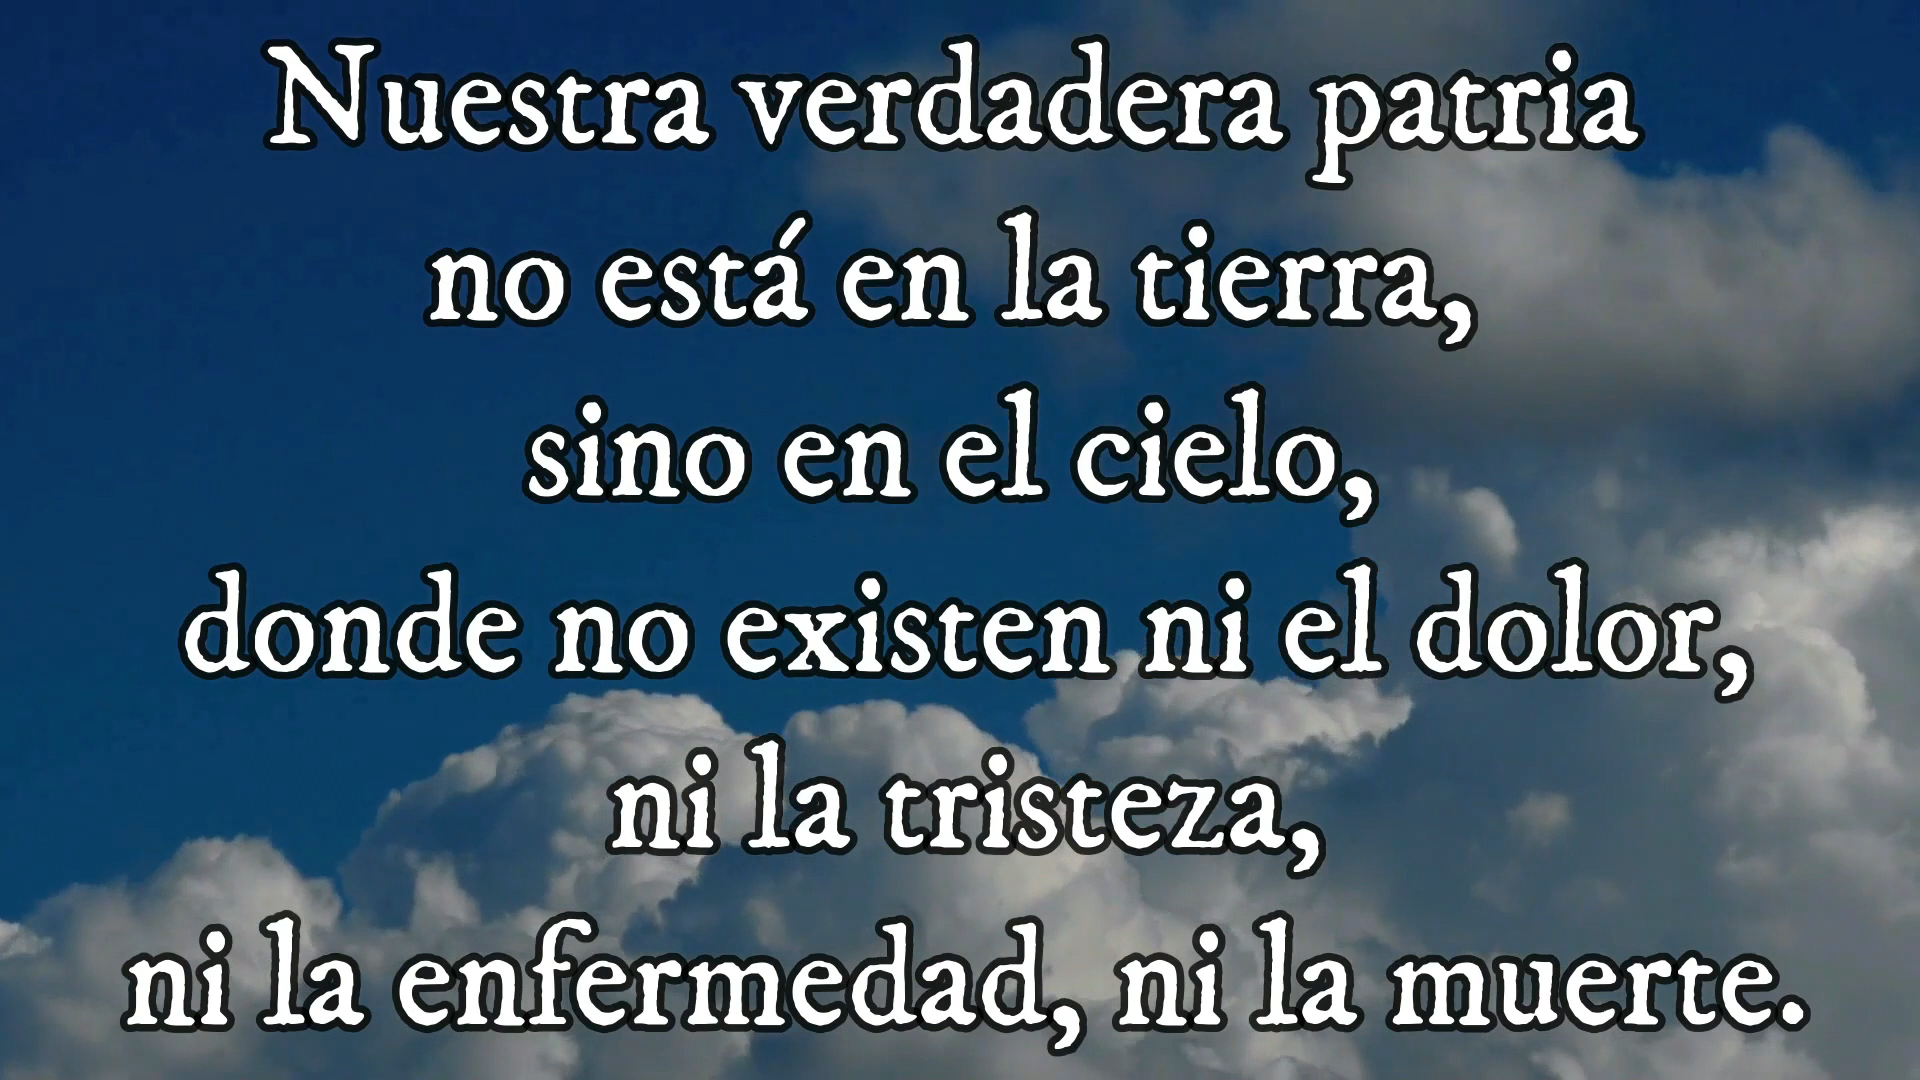 Nuestra verdadera patria
no está en la tierra,
sino en el cielo,
donde no existen ni el dolor,
ni la tristeza,
ni la enfermedad, ni la muerte.